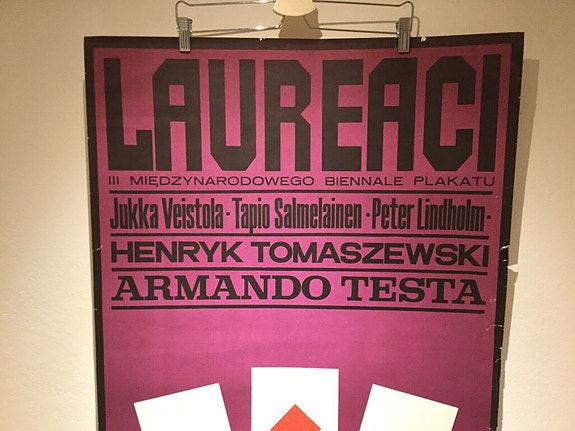 LAUREACI
III MIĘDZYNARODOWEGO BIENNALE PLAKATU
Jukka Veistola · Tapio Salmelainen · Peter Lindholm ·
HENRYK TOMASZEWSKI
ARMANDO TESTA